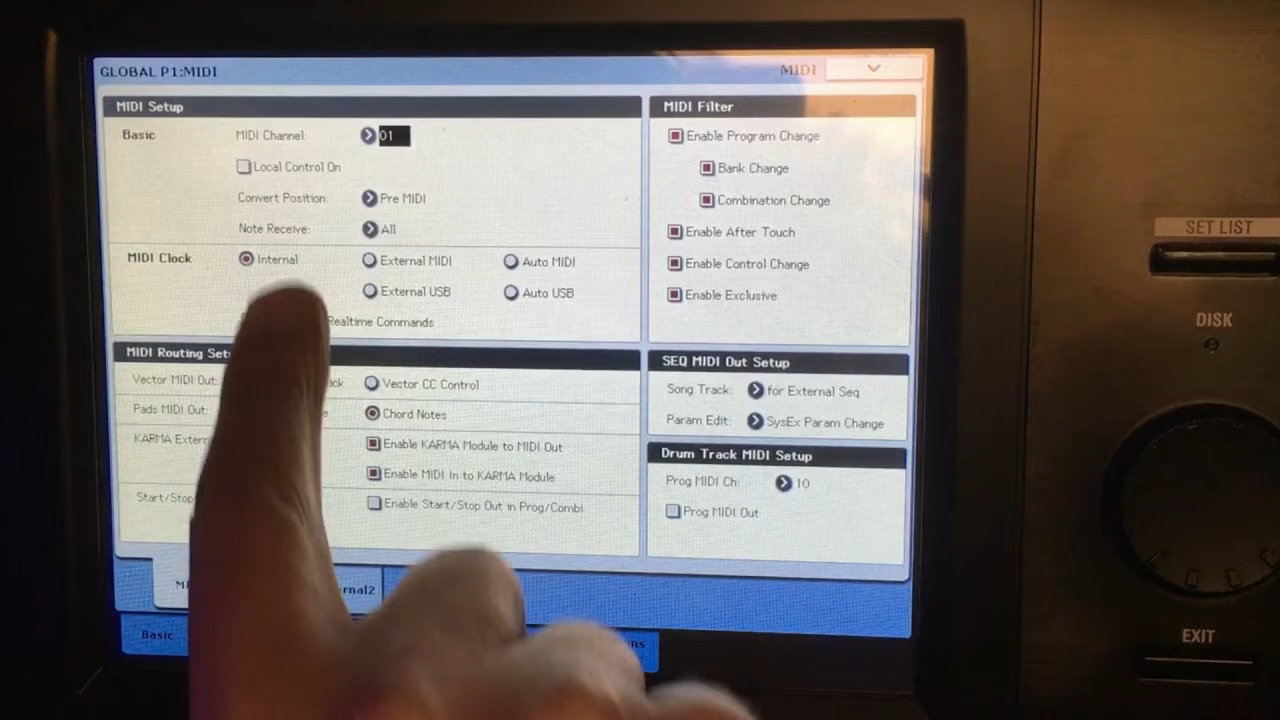 GLOBAL P1:MIDI
MIDI
MIDI Setup
Basic
MIDI Channel: 01
Local Control On
Convert Position: Pre MIDI
Note Receive: All
MIDI Clock
Internal
External MIDI
Auto MIDI
External USB
Auto USB
Realtime Commands
MIDI Routing
Vector MIDI Out:
Vector CC Control
Pads MIDI Out:
Chord Notes
KARMA
Enable KARMA Module to MIDI Out
Enable MIDI In to KARMA Module
Enable Start/Stop Out in Prog/Combi
MIDI Filter
Enable Program Change
Bank Change
Combination Change
Enable After Touch
Enable Control Change
Enable Exclusive
SEQ MIDI Out Setup
Song Track: for External Seq
Param Edit: SysEx Param Change
Drum Track MIDI Setup
Prog MIDI Ch: 10
Prog MIDI Out
Basic
SET LIST
DISK
EXIT